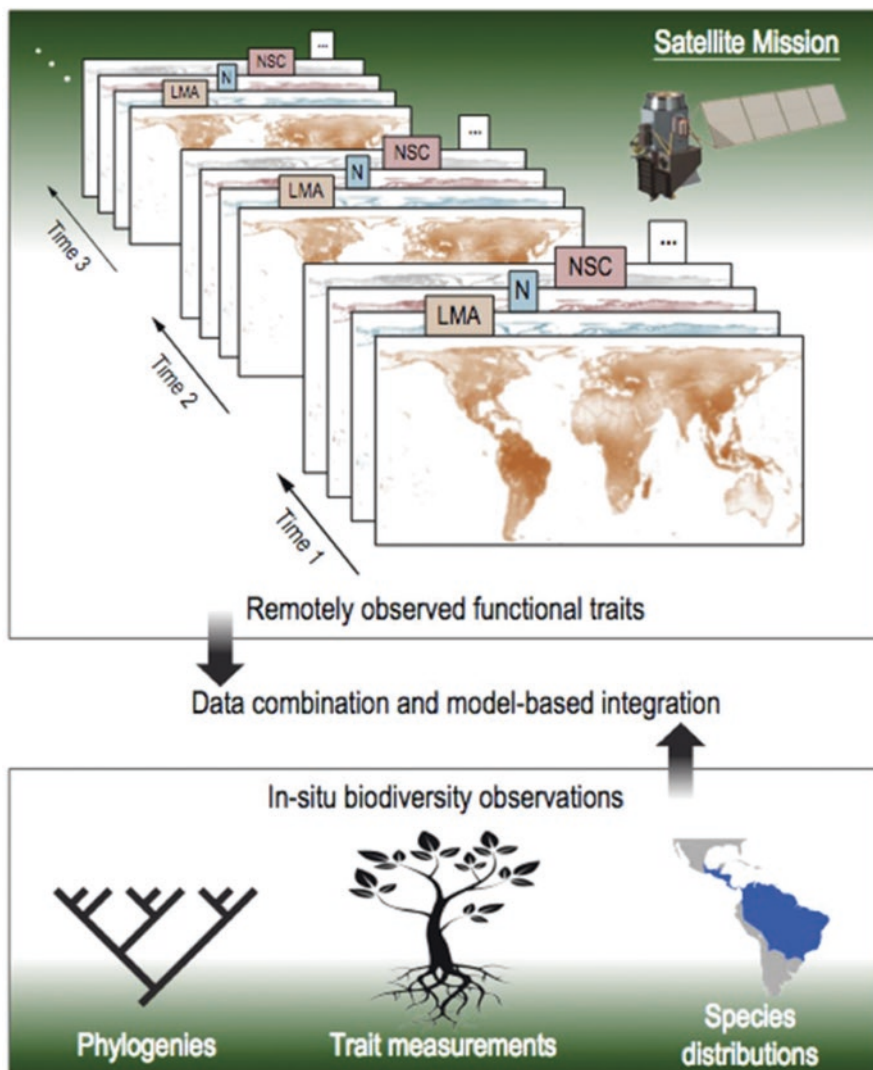 Satellite Mission
...
NSC
N
LMA
Time 3
...
NSC
N
LMA
Time 2
...
NSC
N
LMA
Time 1
Remotely observed functional traits
Data combination and model-based integration
In-situ biodiversity observations
Phylogenies
Trait measurements
Species
distributions